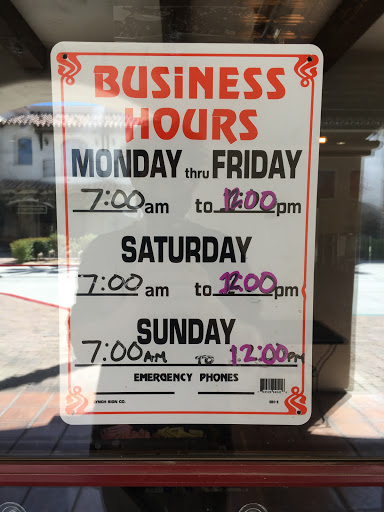 BUSiNESS
HOURS
MONDAY thru FRIDAY
7:00 am to 12:00 pm
SATURDAY
7:00 am to 12:00 pm
SUNDAY
7:00 AM TO 12:00 PM
EMERGENCY PHONES